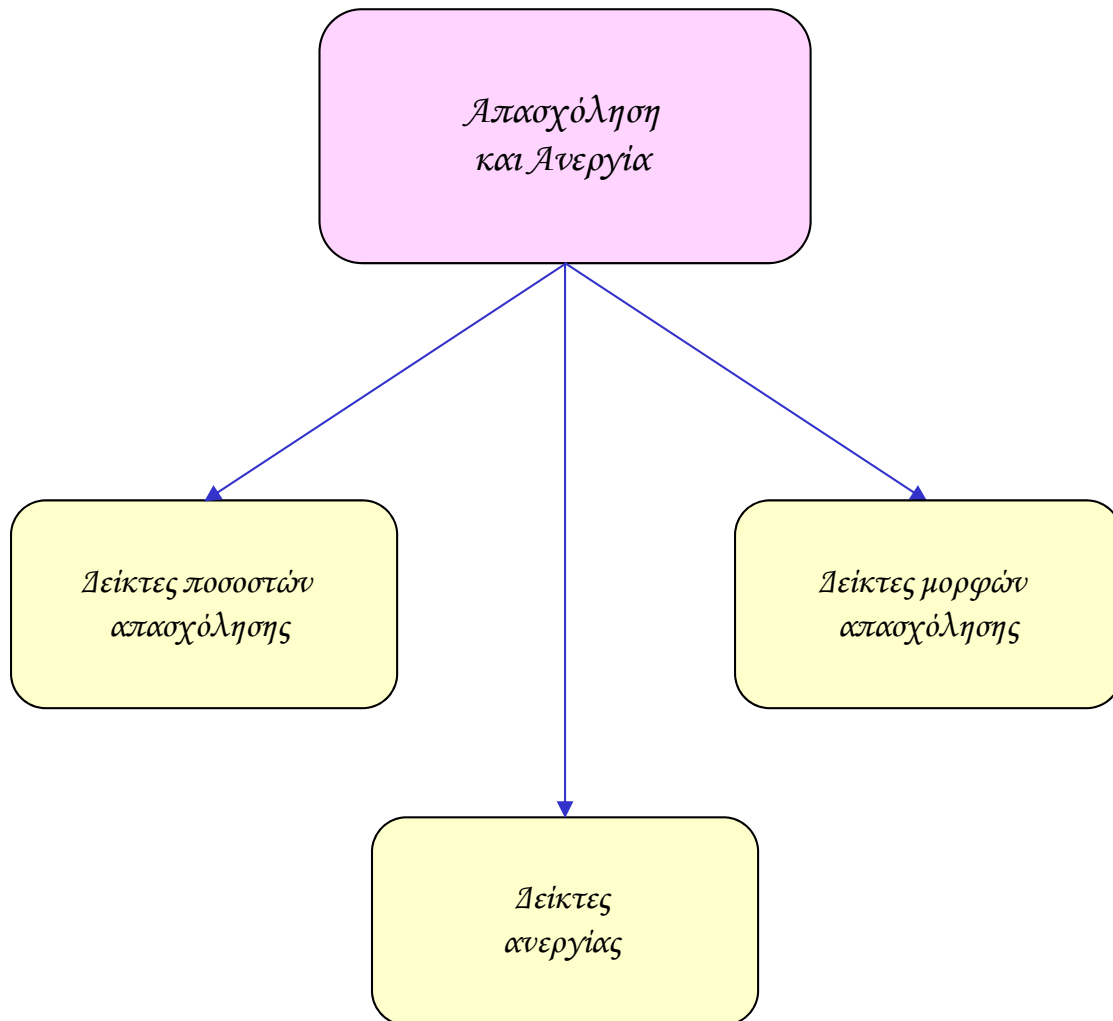 Απασχόληση
και Ανεργία
Δείκτες ποσοστών
απασχόλησης
Δείκτες μορφών
απασχόλησης
Δείκτες
ανεργίας